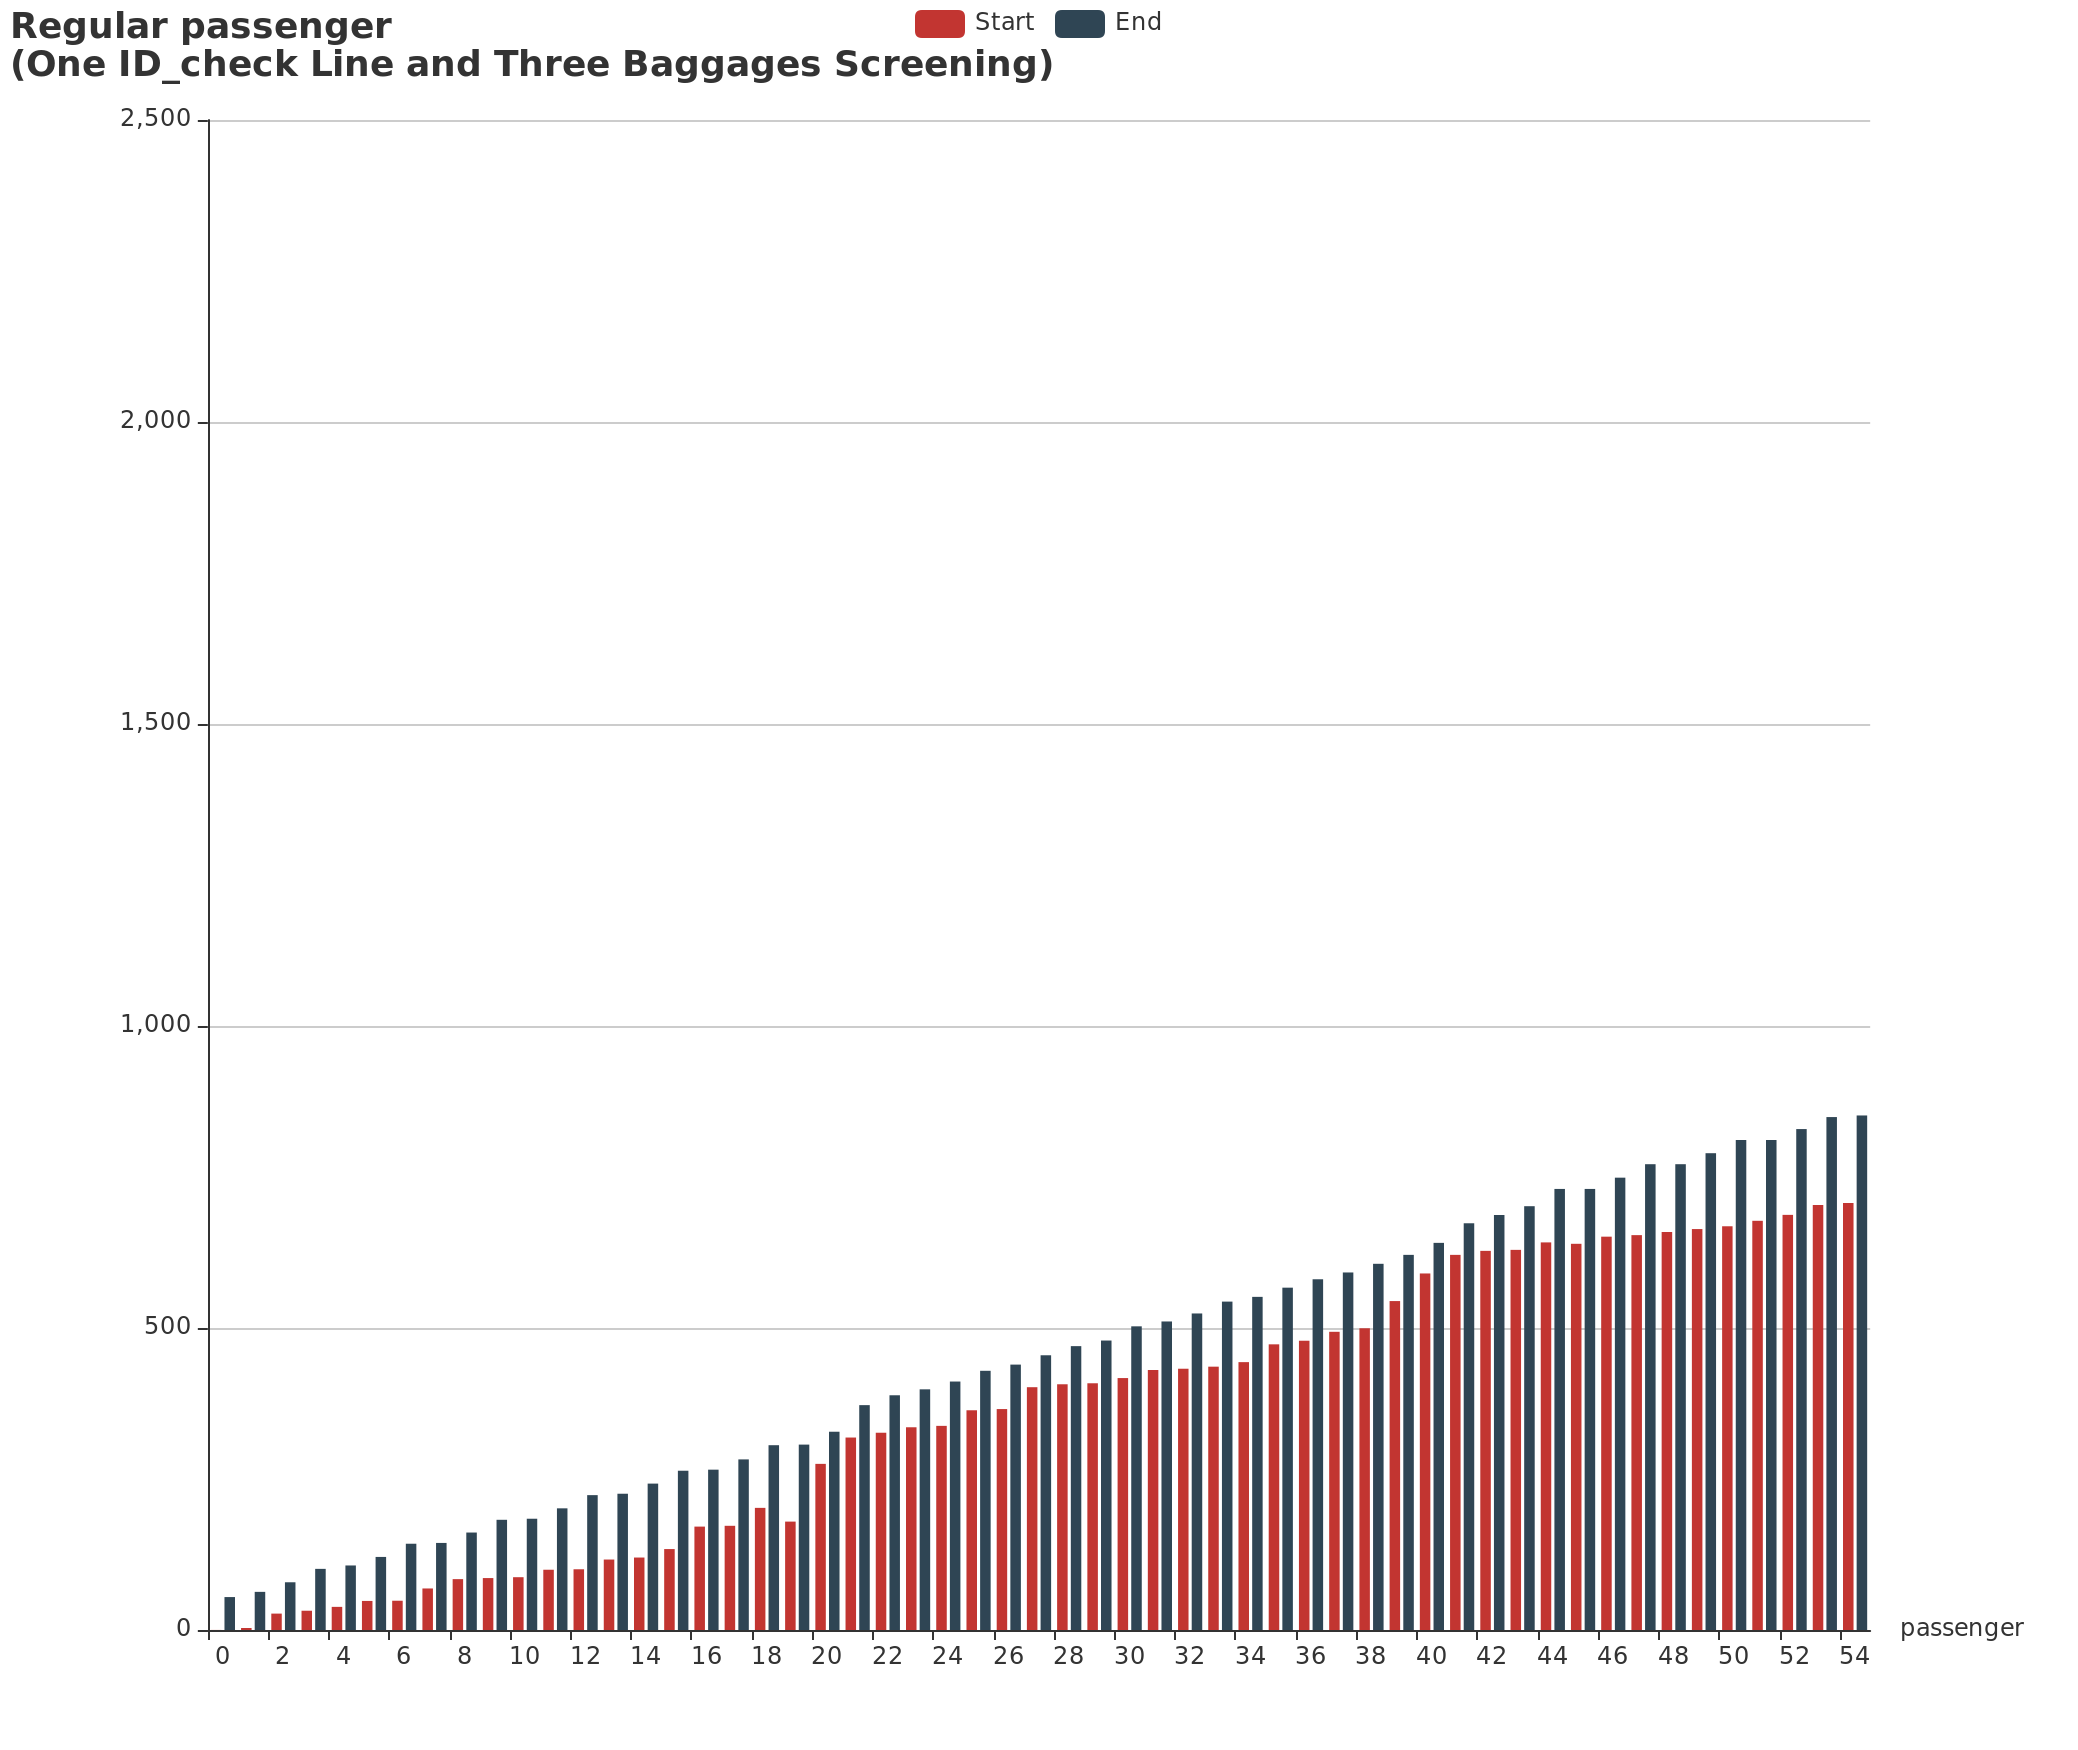 Regular passenger
(One ID_check Line and Three Baggages Screening)
Start End
2,500
2,000
1,500
1,000
500
0
0 2 4 6 8 10 12 14 16 18 20 22 24 26 28 30 32 34 36 38 40 42 44 46 48 50 52 54
passenger